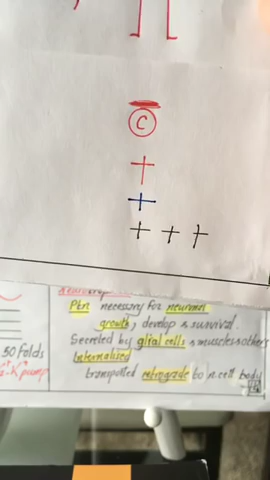 C
+
+
+ + +
Ptn necessary for neuronal
growth, develop & survival.
Secreted by glial cells & muscles & others
Internalised
transported retrograde to n. cell body
50 folds
pump